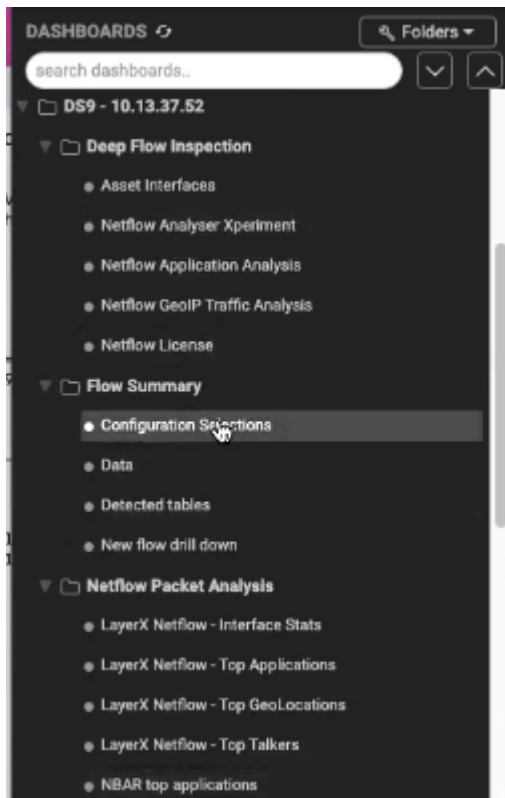 DASHBOARDS
Folders
search dashboards..
DS9 - 10.13.37.52
Deep Flow Inspection
Asset Interfaces
Netflow Analyser Xperiment
Netflow Application Analysis
Netflow GeoIP Traffic Analysis
Netflow License
Flow Summary
Configuration Selections
Data
Detected tables
New flow drill down
Netflow Packet Analysis
LayerX Netflow - Interface Stats
LayerX Netflow - Top Applications
LayerX Netflow - Top GeoLocations
LayerX Netflow - Top Talkers
NBAR top applications